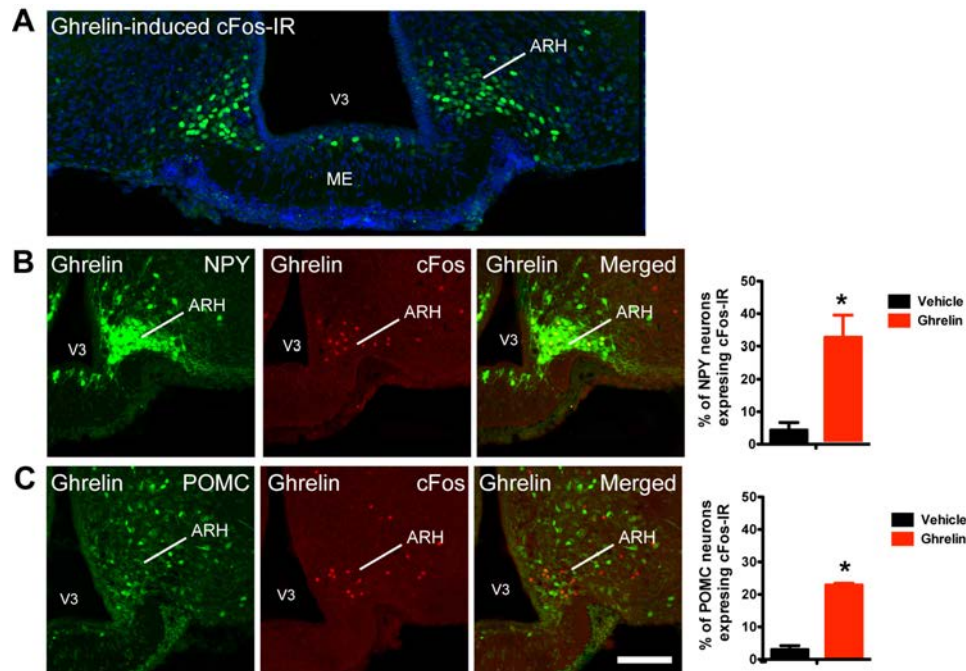 A
Ghrelin-induced cFos-IR
ARH
V3
ME
B
Ghrelin NPY
ARH
V3
Ghrelin cFos
ARH
V3
Ghrelin Merged
ARH
V3
% of NPY neurons
expresing cFos-IR
50
40
30
20
10
0
*
Vehicle
Ghrelin
C
Ghrelin POMC
ARH
V3
Ghrelin cFos
ARH
V3
Ghrelin Merged
ARH
V3
% of POMC neurons
expresing cFos-IR
50
40
30
20
10
0
*
Vehicle
Ghrelin